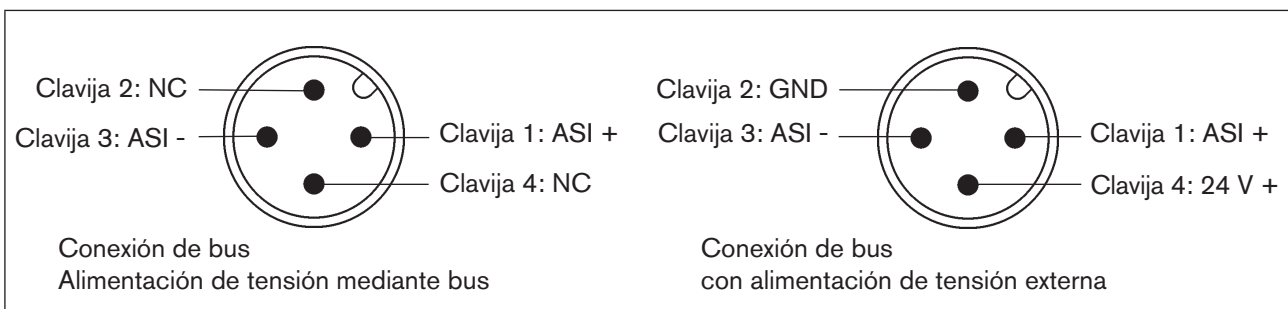 Clavija 2: NC
Clavija 3: ASI -
Clavija 1: ASI +
Clavija 4: NC
Conexión de bus
Alimentación de tensión mediante bus
Clavija 2: GND
Clavija 3: ASI -
Clavija 1: ASI +
Clavija 4: 24 V +
Conexión de bus
con alimentación de tensión externa